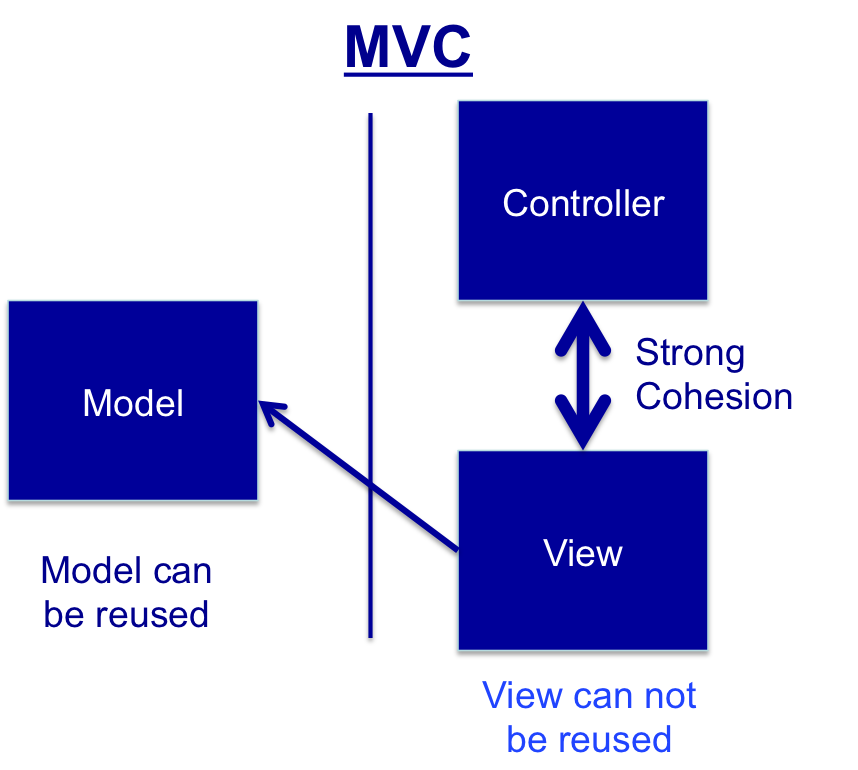 MVC
Controller
Strong
Cohesion
Model
View
Model can
be reused
View can not
be reused